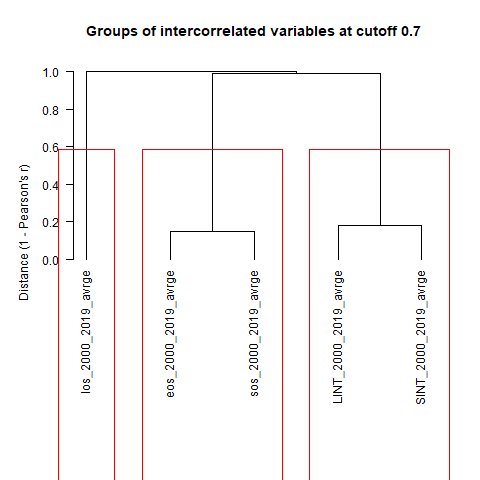 Groups of intercorrelated variables at cutoff 0.7
Distance (1 - Pearson's r)
1.0
0.8
0.6
0.4
0.2
0.0
los_2000_2019_avrge
eos_2000_2019_avrge
sos_2000_2019_avrge
LINT_2000_2019_avrge
SINT_2000_2019_avrge